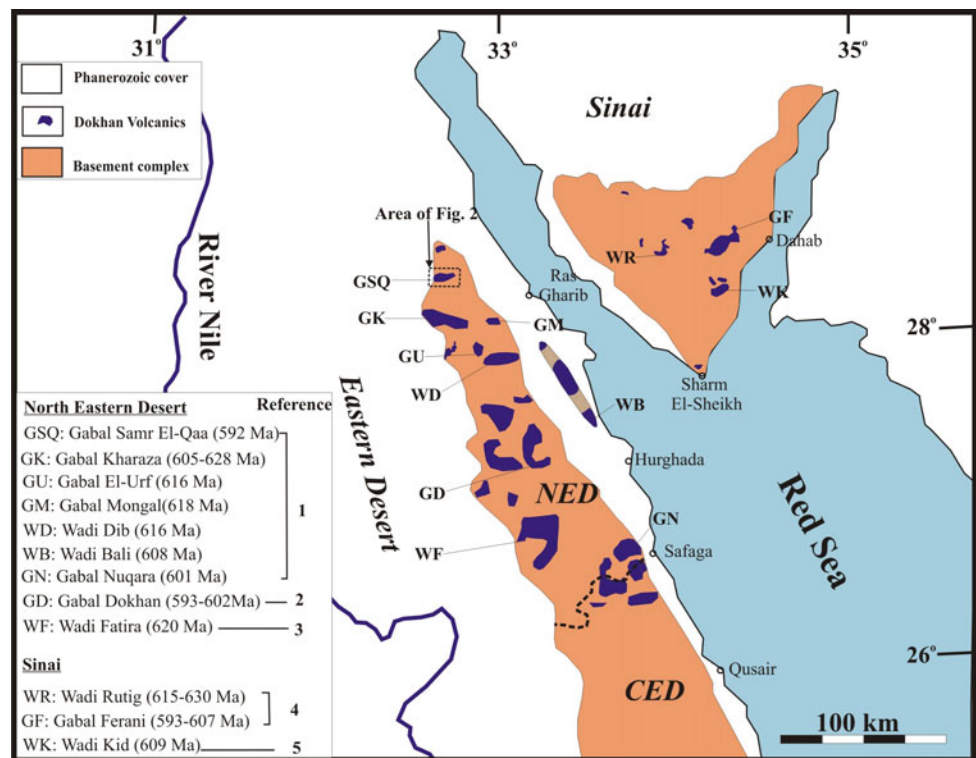 31°
33°
35°
Phanerozoic cover
Dokhan Volcanics
Basement complex
Sinai
Area of Fig. 2
GF
Dahab
WR
GSQ
Ras
Gharib
WK
River Nile
GK
GM
28°
GU
WD
Sharm
El-Sheikh
Eastern Desert
WB
Hurghada
GD
NED
Red Sea
GN
WF
Safaga
26°
Qusair
CED
100 km
North Eastern Desert Reference
GSQ: Gabal Samr El-Qaa (592 Ma)
GK: Gabal Kharaza (605-628 Ma)
GU: Gabal El-Urf (616 Ma)
GM: Gabal Mongal(618 Ma)
1
WD: Wadi Dib (616 Ma)
WB: Wadi Bali (608 Ma)
GN: Gabal Nuqara (601 Ma)
GD: Gabal Dokhan (593-602Ma) 2
WF: Wadi Fatira (620 Ma) 3
Sinai
WR: Wadi Rutig (615-630 Ma)
4
GF: Gabal Ferani (593-607 Ma)
WK: Wadi Kid (609 Ma) 5